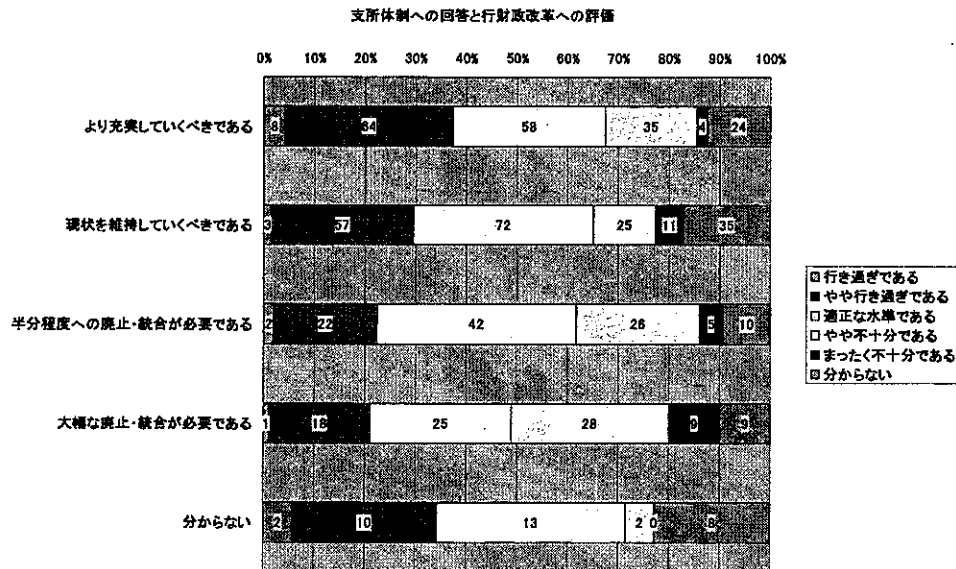 支所体制への回答と行財政改革への評価
0% 10% 20% 30% 40% 50% 60% 70% 80% 90% 100%
より充実していくべきである 8 64 58 35 4 24
現状を維持していくべきである 3 57 72 25 11 35
半分程度への廃止・統合が必要である 2 22 42 26 5 10
大幅な廃止・統合が必要である 1 18 25 28 9 9
分からない 2 10 13 2 0 8
行き過ぎである
やや行き過ぎである
適正な水準である
やや不十分である
まったく不十分である
分からない